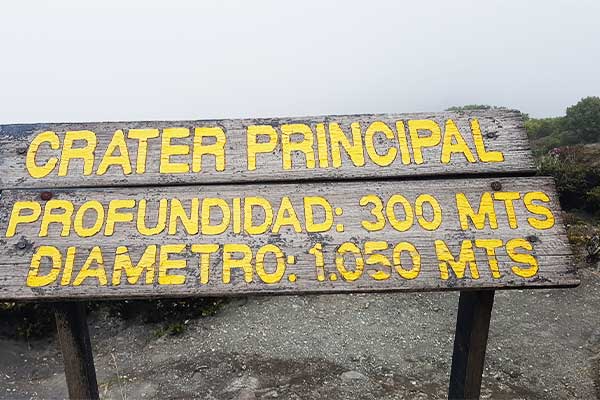 CRATER PRINCIPAL
PROFUNDIDAD: 300 MTS
DIAMETRO: 1.050 MTS